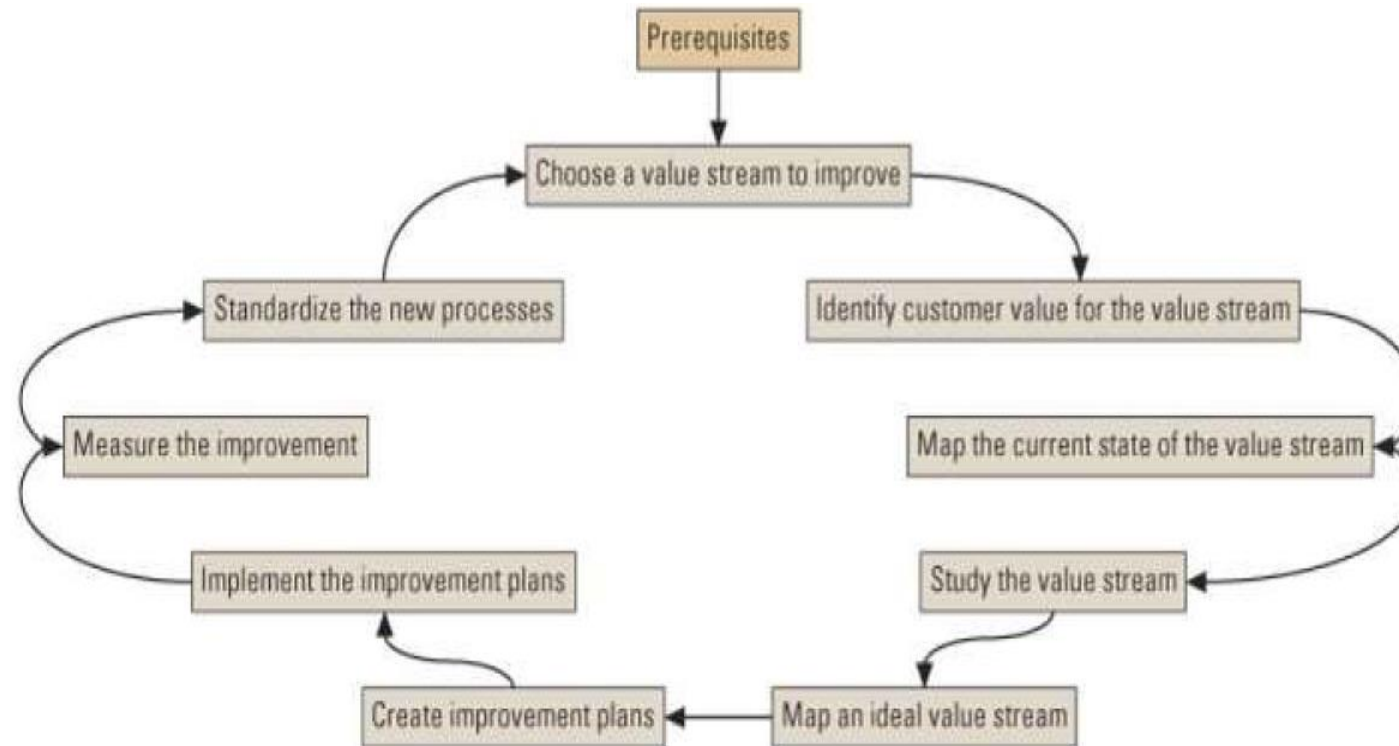 Prerequisites
Choose a value stream to improve
Identify customer value for the value stream
Map the current state of the value stream
Study the value stream
Map an ideal value stream
Create improvement plans
Implement the improvement plans
Measure the improvement
Standardize the new processes